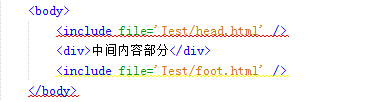 <body>
<include file="Test/head.html" />
<div>中间内容部分</div>
<include file="Test/foot.html" />
</body>